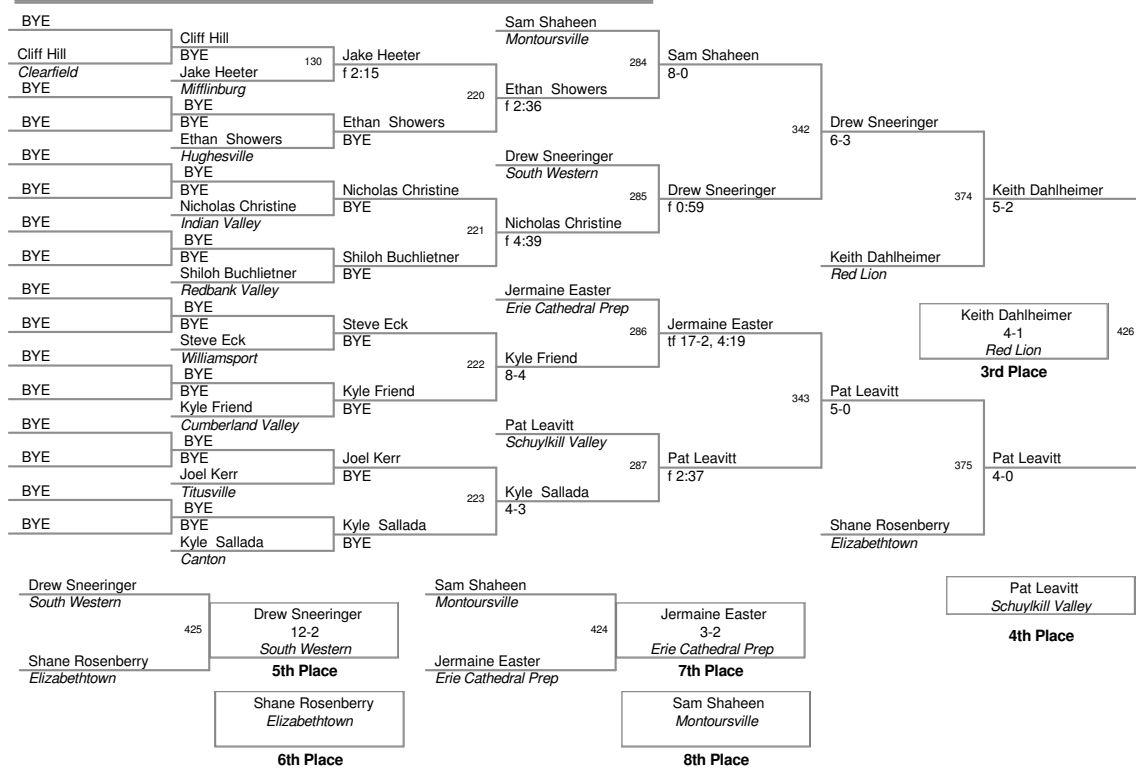 BYE
Cliff Hill
Clearfield
BYE
BYE
BYE
BYE
BYE
BYE
BYE
BYE
BYE
BYE
BYE
BYE
BYE
BYE
Cliff Hill
BYE
Jake Heeter
Mifflinburg
BYE
BYE
Ethan Showers
Hughesville
BYE
BYE
Nicholas Christine
Indian Valley
BYE
BYE
Shiloh Buchlietner
Redbank Valley
BYE
BYE
Steve Eck
Williamsport
BYE
BYE
Kyle Friend
Cumberland Valley
BYE
BYE
Joel Kerr
Titusville
BYE
BYE
Kyle Sallada
Canton
130
Jake Heeter
f 2:15
Ethan Showers
BYE
Nicholas Christine
BYE
Shiloh Buchlietner
BYE
Steve Eck
BYE
Kyle Friend
BYE
Joel Kerr
BYE
Kyle Sallada
BYE
220
221
222
223
Sam Shaheen
Montoursville
Ethan Showers
f 2:36
Drew Sneeringer
South Western
Nicholas Christine
f 4:39
Jermaine Easter
Erie Cathedral Prep
Kyle Friend
8-4
Pat Leavitt
Schuylkill Valley
Kyle Sallada
4-3
284
285
286
287
Sam Shaheen
8-0
Drew Sneeringer
f 0:59
Jermaine Easter
tf 17-2, 4:19
Pat Leavitt
f 2:37
342
343
Drew Sneeringer
6-3
Keith Dahlheimer
Red Lion
Pat Leavitt
5-0
Shane Rosenberry
Elizabethtown
374
375
Keith Dahlheimer
5-2
Pat Leavitt
4-0
Keith Dahlheimer
4-1
Red Lion
426
3rd Place
Pat Leavitt
Schuylkill Valley
4th Place
Drew Sneeringer
South Western
425
Shane Rosenberry
Elizabethtown
Drew Sneeringer
12-2
South Western
5th Place
Shane Rosenberry
Elizabethtown
6th Place
Sam Shaheen
Montoursville
424
Jermaine Easter
Erie Cathedral Prep
Jermaine Easter
3-2
Erie Cathedral Prep
7th Place
Sam Shaheen
Montoursville
8th Place